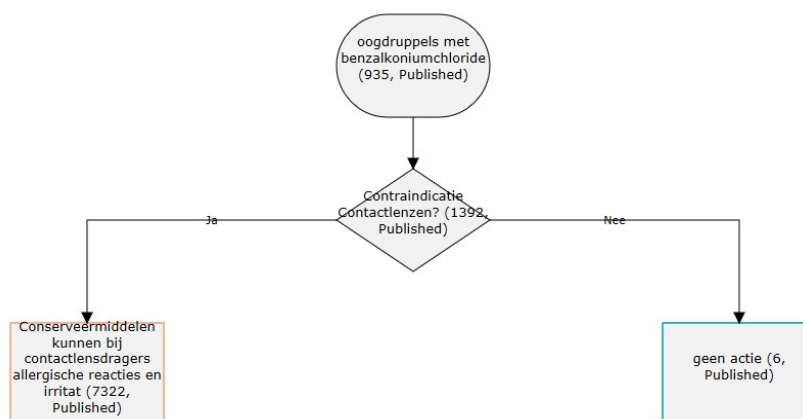 oogdruppels met
benzalkoniumchloride
(935, Published)
Contraindicatie
Contactlenzen? (1392,
Published)
Ja
Nee
Conserveermiddelen
kunnen bij
contactlensdragers
allergische reacties en
irritat (7322,
Published)
geen actie (6,
Published)